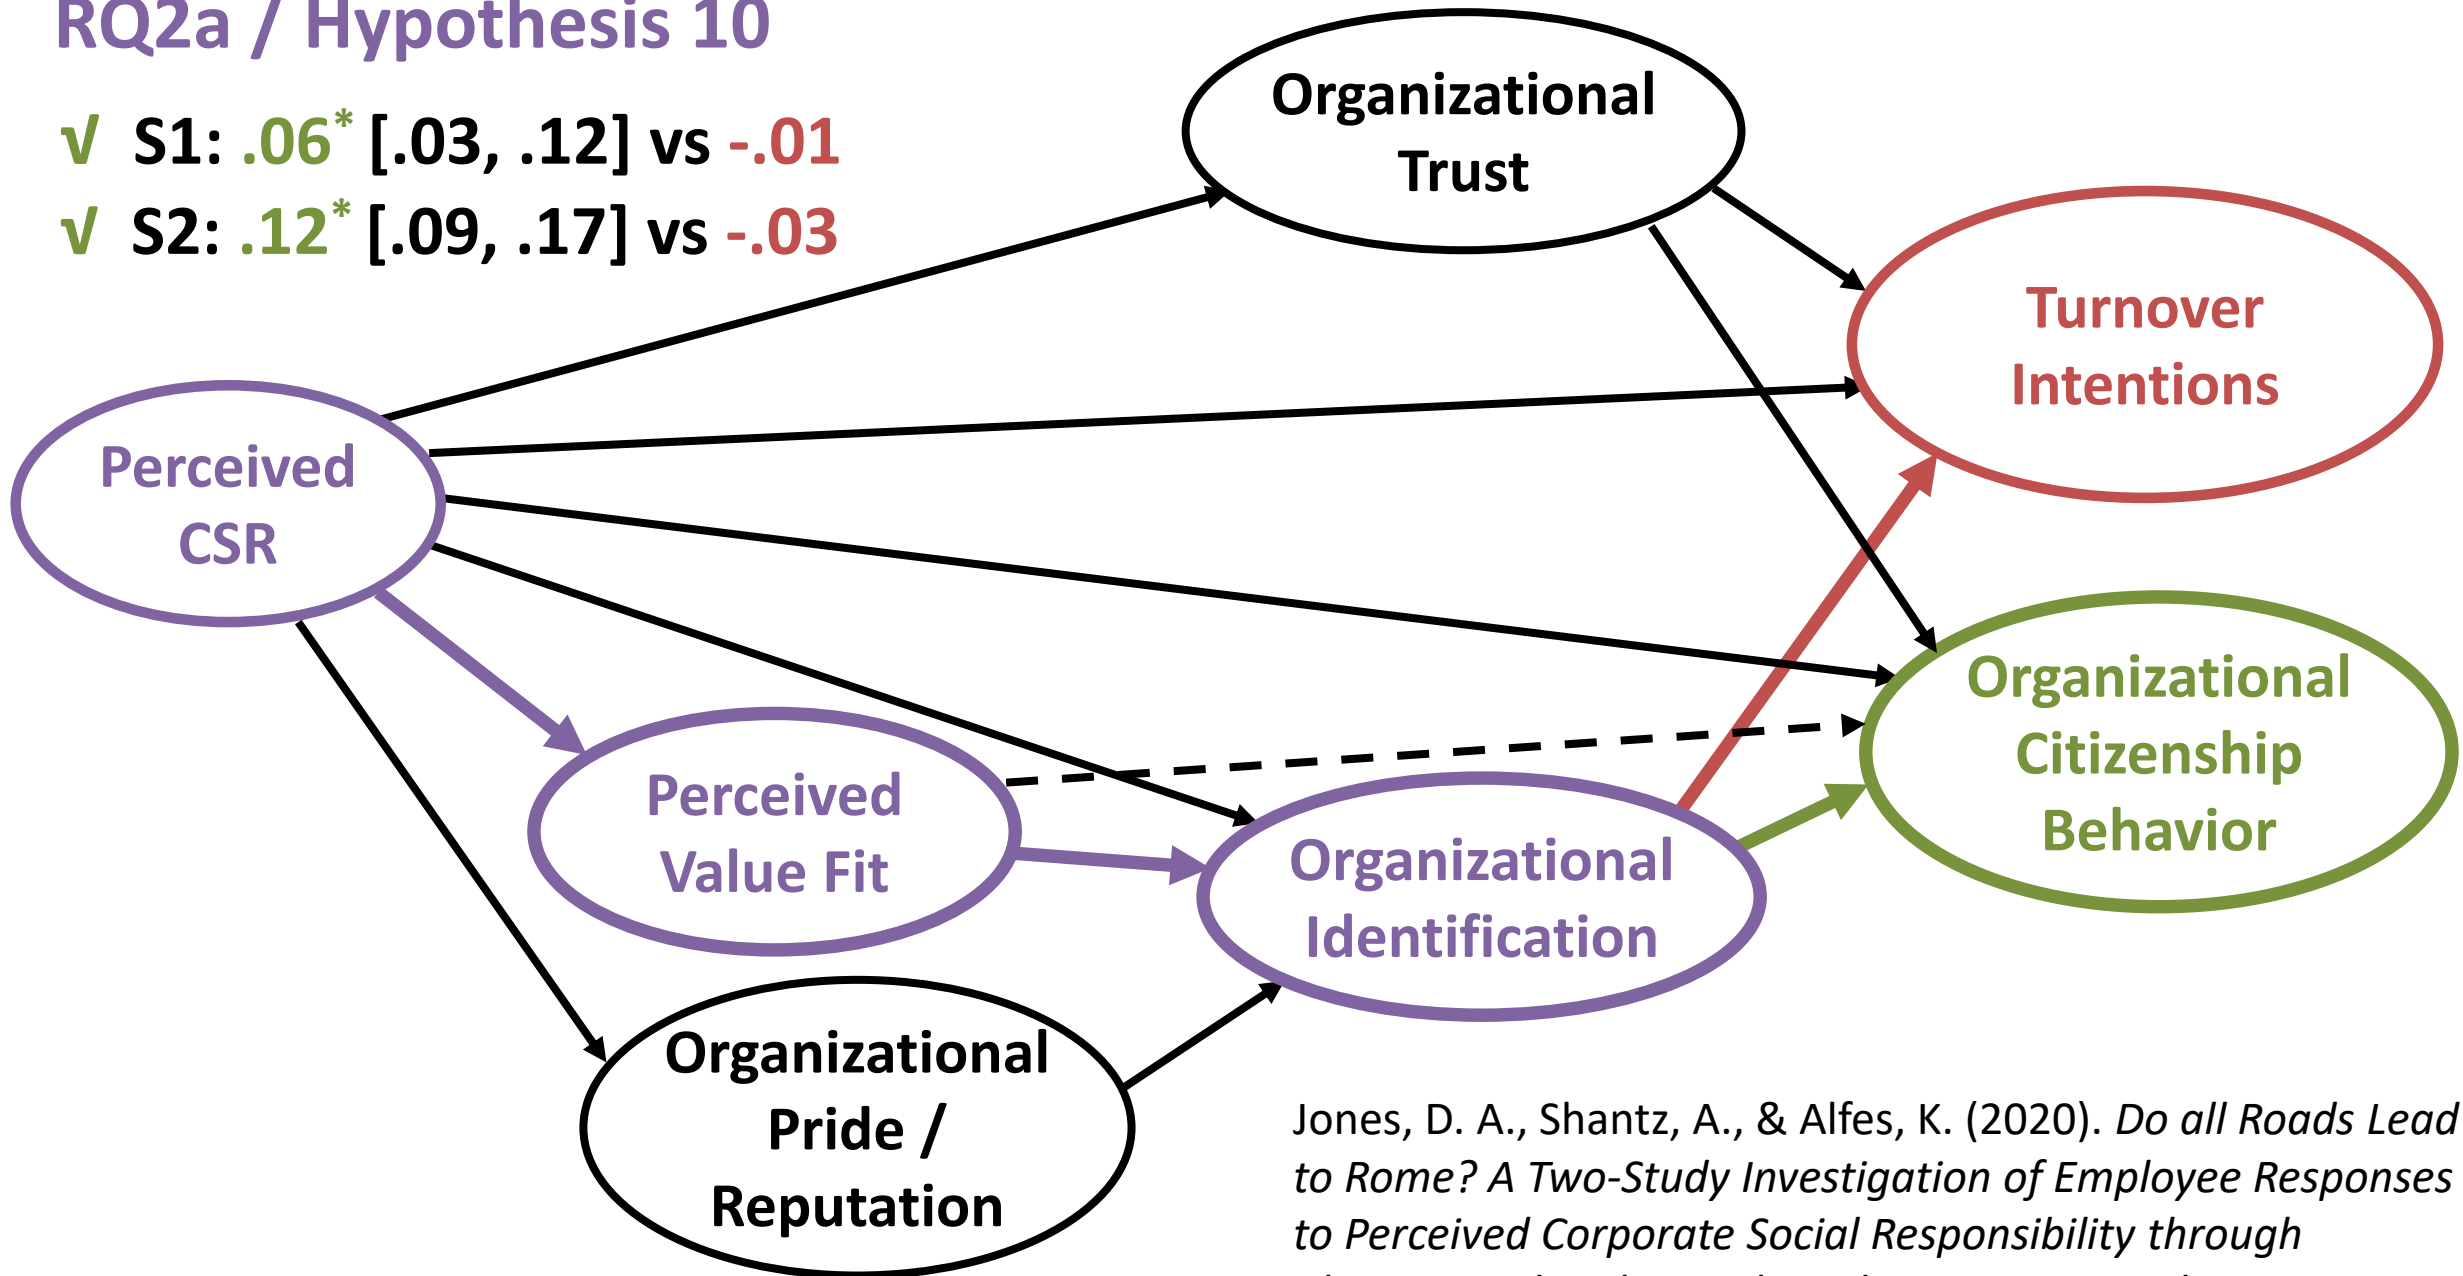 RQ2a / Hypothesis 10
√ S1: .06* [.03, .12] vs -.01
√ S2: .12* [.09, .17] vs -.03
Organizational
Trust
Turnover
Intentions
Perceived
CSR
Organizational
Citizenship
Behavior
Perceived
Value Fit
Organizational
Identification
Organizational
Pride /
Reputation
Jones, D. A., Shantz, A., & Alfes, K. (2020). Do all Roads Lead
to Rome? A Two-Study Investigation of Employee Responses
to Perceived Corporate Social Responsibility through